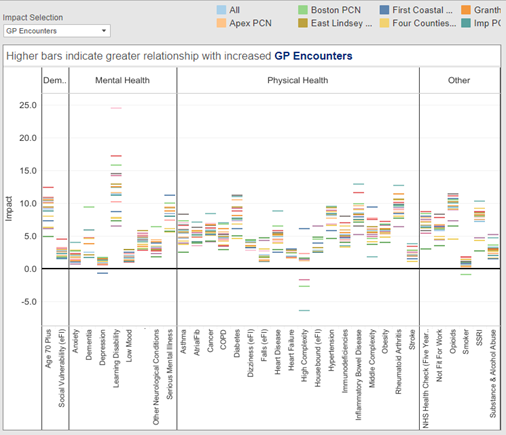 Impact Selection
GP Encounters
All
Boston PCN
First Coastal ...
Granth
Apex PCN
East Lindsey ...
Four Counties...
Imp PC
Higher bars indicate greater relationship with increased GP Encounters
Dem..
Mental Health
Physical Health
Other
Impact
25.0
20.0
15.0
10.0
5.0
0.0
-5.0
Age 70 Plus
Social Vulnerability (eFI)
Anxiety
Dementia
Depression
Learning Disability
Low Mood
Other Neurological Conditions
Serious Mental Illness
Asthma
AtrialFib
Cancer
COPD
Diabetes
Dizziness (eFI)
Falls (eFI)
Heart Disease
Heart Failure
High Complexity
Housebound (eFI)
Hypertension
Immunodeficiencies
Inflammatory Bowel Disease
Middle Complexity
Obesity
Rheumatoid Arthritis
Stroke
NHS Health Check (Five Year ..
Not Fit For Work
Opioids
Smoker
SSRI
Substance & Alcohol Abuse